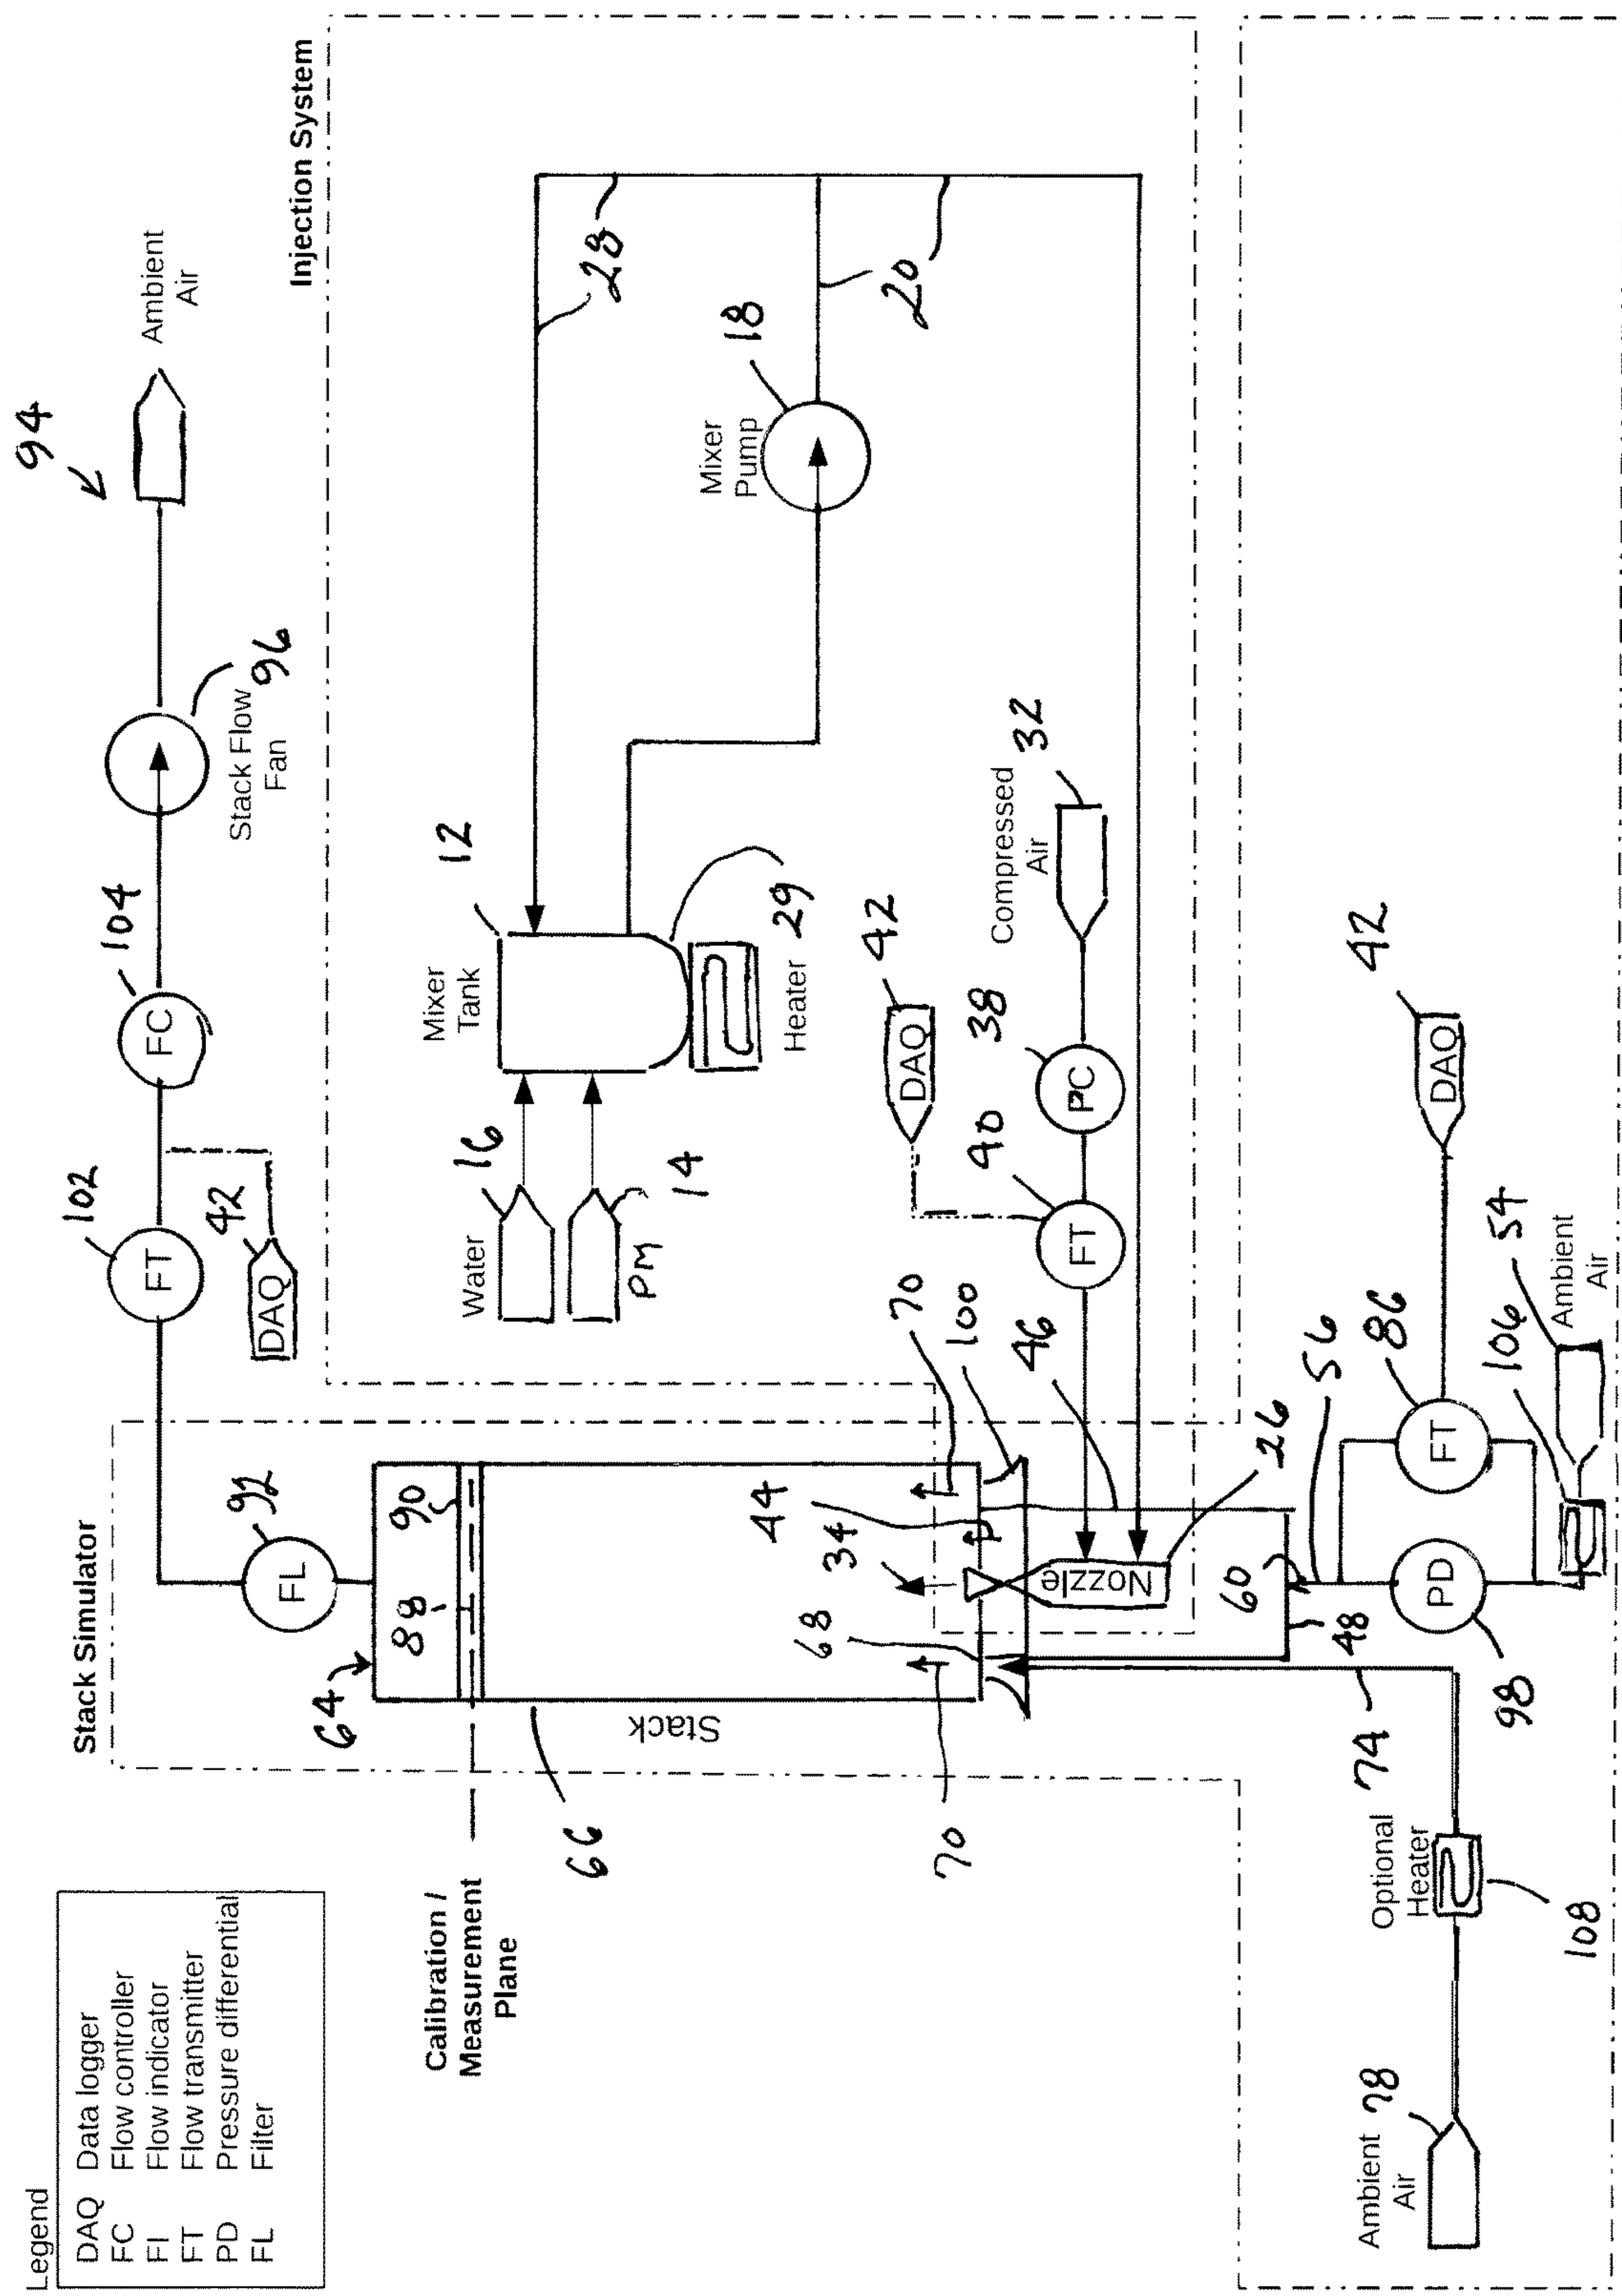 Legend
DAQ Data logger
FC Flow controller
FI Flow indicator
FT Flow transmitter
PD Pressure differential
FL Filter
Stack Simulator
94
Ambient
Air
96
Stack Flow
Fan
104
FC
102
FT
42
DAQ
92
FL
64
88
90
Calibration /
Measurement
Plane
66
Stack
Injection System
28
20
18
Mixer
Pump
12
Mixer
Tank
29
Heater
16
Water
14
PM
42
DAQ
32
Compressed
Air
38
PC
40
FT
70
100
46
44
34
68
70
Nozzle
26
60
48
56
74
98
PD
86
FT
42
DAQ
54
106
Ambient
Air
Optional
Heater
108
Ambient
Air
78